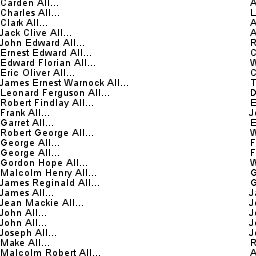 Carden All... A
Charles All... L
Clark All... A
Jack Clive All... A
John Edward All... R
Ernest Edward All... C
Edward Florian All... W
Eric Oliver All... C
James Ernest Warnock All... T
Leonard Ferguson All... D
Robert Findlay All... E
Frank All... J
Garret All... E
Robert George All... W
George All... F
George All... F
Gordon Hope All... W
Malcolm Henry All... G
James Reginald All... G
James All... J
Jean Mackie All... J
John All... J
John All... J
Joseph All... J
Make All... R
Malcolm Robert All... A